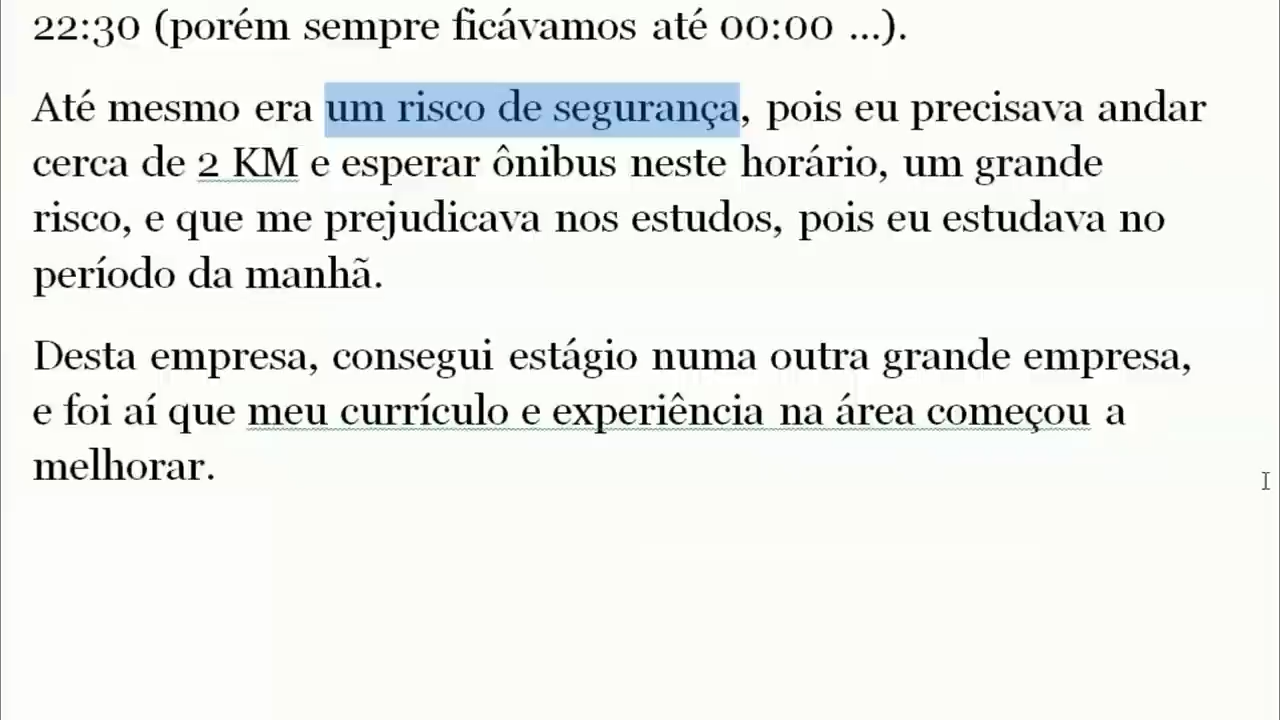 22:30 (porém sempre ficávamos até 00:00 ...).
Até mesmo era um risco de segurança, pois eu precisava andar
cerca de 2 KM e esperar ônibus neste horário, um grande
risco, e que me prejudicava nos estudos, pois eu estudava no
período da manhã.
Desta empresa, consegui estágio numa outra grande empresa,
e foi aí que meu currículo e experiência na área começou a
melhorar.